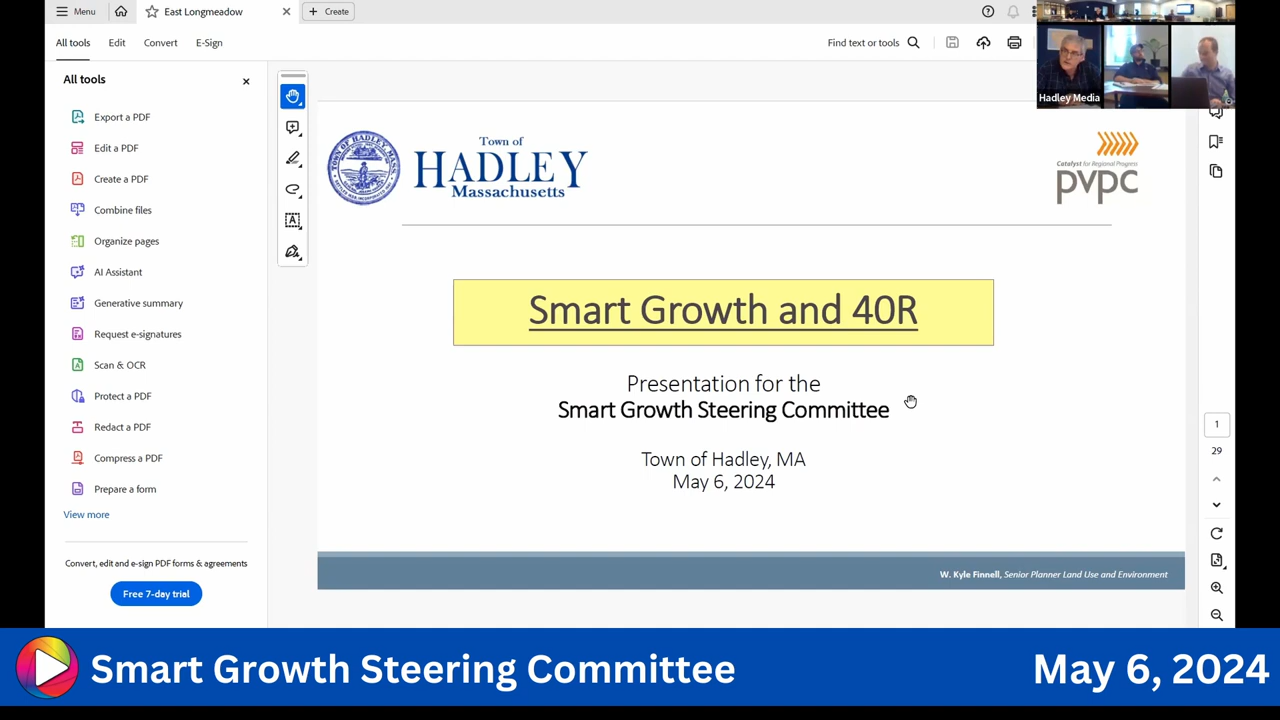 Menu
East Longmeadow
Create
All tools
Edit
Convert
E-Sign
Find text or tools
Hadley Media
All tools
Export a PDF
Edit a PDF
Create a PDF
Combine files
Organize pages
AI Assistant
Generative summary
Request e-signatures
Scan & OCR
Protect a PDF
Redact a PDF
Compress a PDF
Prepare a form
View more
Convert, edit and e-sign PDF forms & agreements
Free 7-day trial
Town of
HADLEY
Massachusetts
Catalyst for Regional Progress
pvpc
Smart Growth and 40R
Presentation for the
Smart Growth Steering Committee
Town of Hadley, MA
May 6, 2024
W. Kyle Finnell, Senior Planner Land Use and Environment
1
29
Smart Growth Steering Committee
May 6, 2024